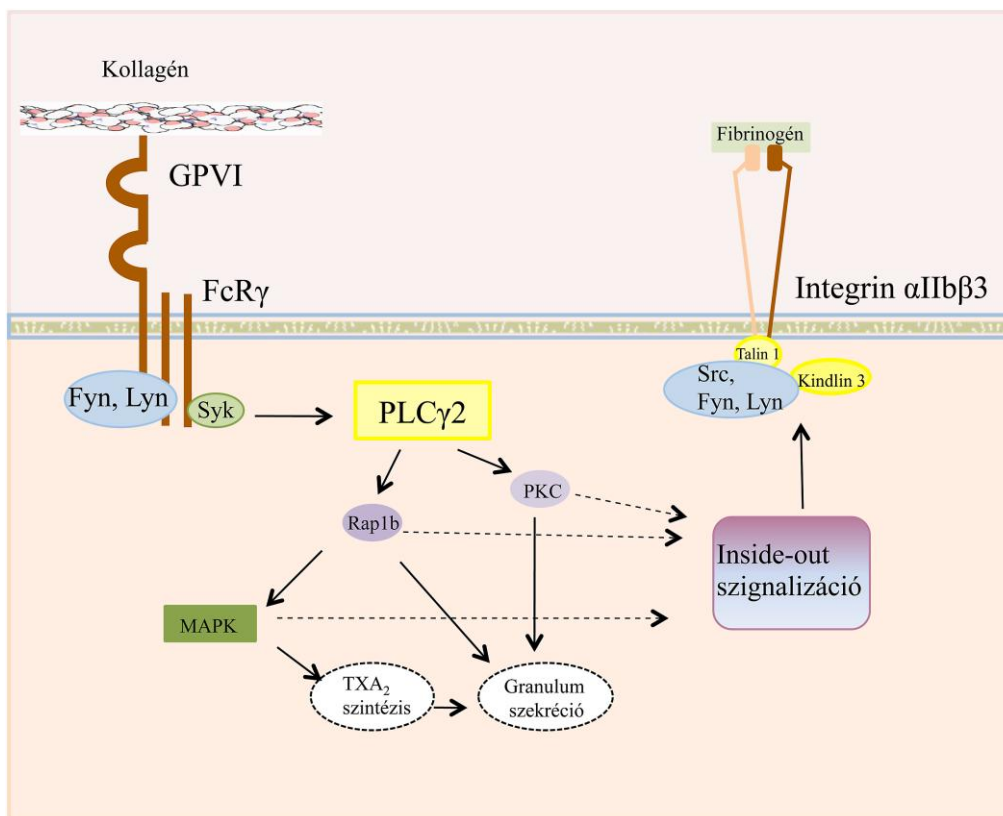 Kollagén
Fibrinogén
GPVI
FcRγ
Integrin αIIbβ3
Talin 1
Fyn, Lyn
Syk
Src,
Fyn, Lyn
Kindlin 3
PLCγ2
PKC
Rap1b
Inside-out
szignalizáció
MAPK
TXA₂
szintézis
Granulum
szekréció